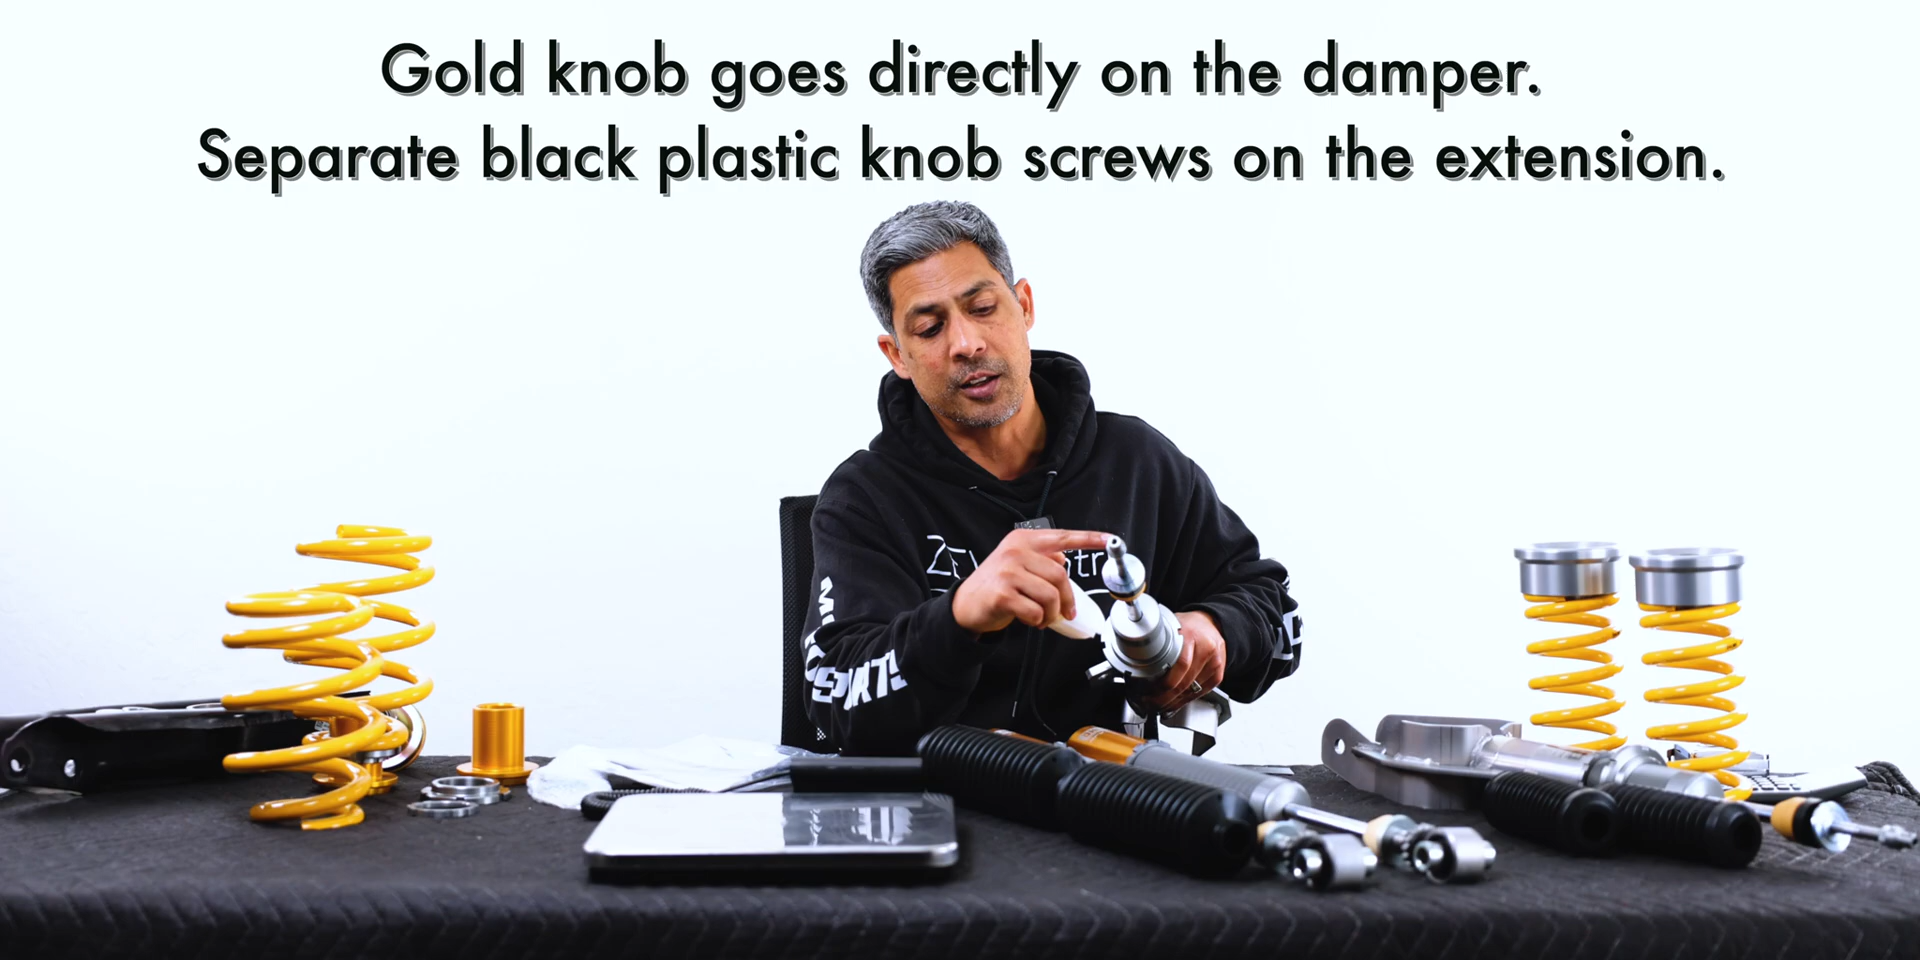 Gold knob goes directly on the damper.
Separate black plastic knob screws on the extension.